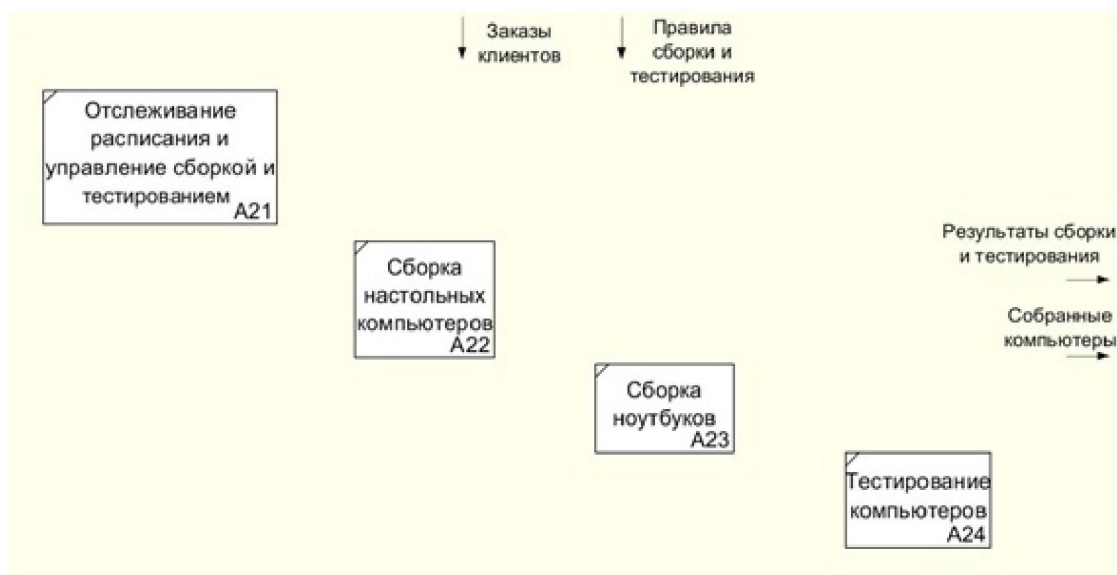 Заказы
клиентов
Правила
сборки и
тестирования
Отслеживание
расписания и
управление сборкой и
тестированием
A21
Сборка
настольных
компьютеров
A22
Результаты сборки
и тестирования
Собранные
компьютеры
Сборка
ноутбуков
A23
Тестирование
компьютеров
A24